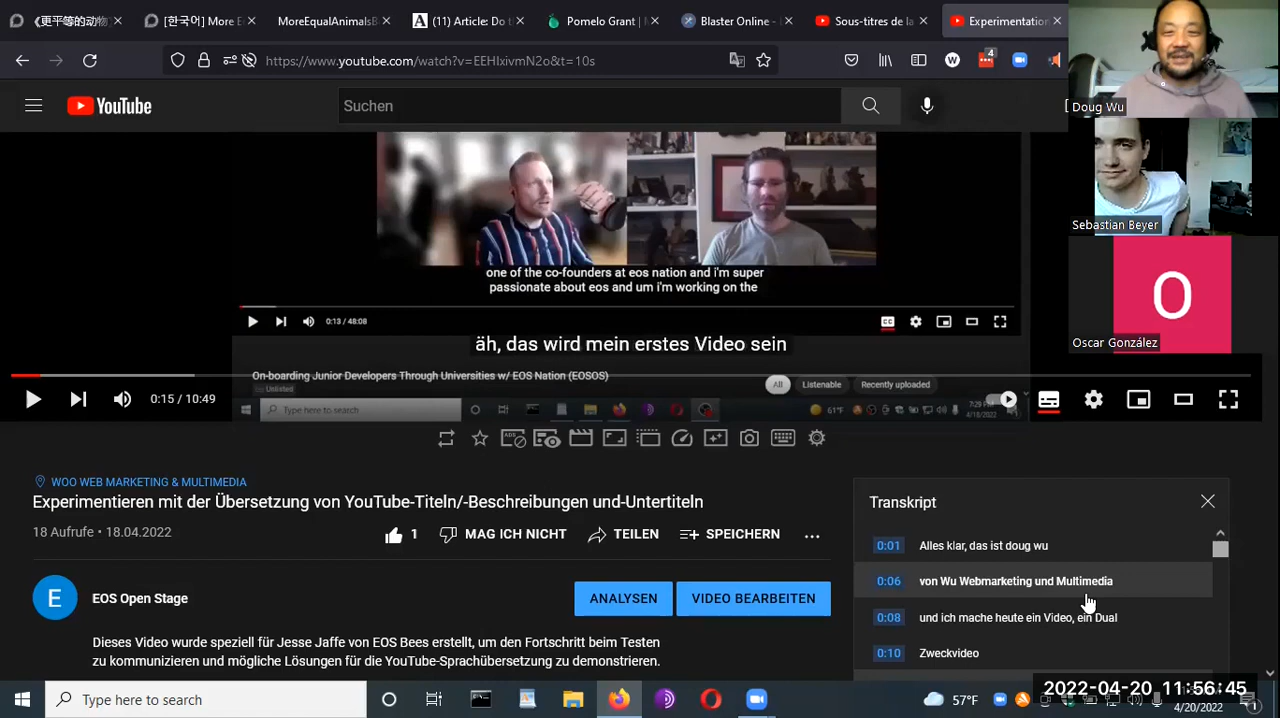 《更平等的动物
[한국어] More E
MoreEqualAnimalsB
(11) Article: Do t
Pomelo Grant | M
Blaster Online -
Sous-titres de la
Experimentation
https://www.youtube.com/watch?v=EEHIxivmN2o&t=10s
4
YouTube
Suchen
Doug Wu
Sebastian Beyer
O
Oscar González
one of the co-founders at eos nation and i'm super
passionate about eos and um i'm working on the
0:13 / 48:08
äh, das wird mein erstes Video sein
On-boarding Junior Developers Through Universities w/ EOS Nation (EOSOS)
Unlisted
All
Listenable
Recently uploaded
0:15 / 10:49
Type here to search
61°F
4/18/2022
WOO WEB MARKETING & MULTIMEDIA
Experimentieren mit der Übersetzung von YouTube-Titeln/-Beschreibungen und-Untertiteln
18 Aufrufe • 18.04.2022
1
MAG ICH NICHT
TEILEN
SPEICHERN
E
EOS Open Stage
ANALYSEN
VIDEO BEARBEITEN
Dieses Video wurde speziell für Jesse Jaffe von EOS Bees erstellt, um den Fortschritt beim Testen
zu kommunizieren und mögliche Lösungen für die YouTube-Sprachübersetzung zu demonstrieren.
Transkript
0:01 Alles klar, das ist doug wu
0:06 von Wu Webmarketing und Multimedia
0:08 und ich mache heute ein Video, ein Dual
0:10 Zweckvideo
Type here to search
57°F
2022-04-20 11:56:45
4/20/2022
1